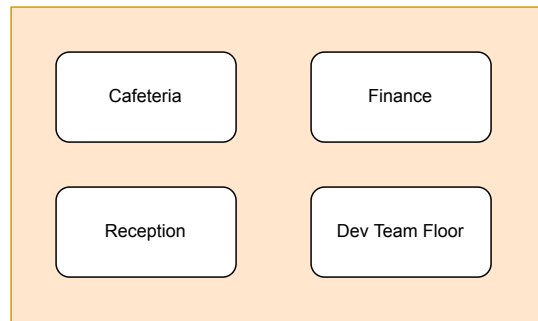 Cafeteria
Finance
Reception
Dev Team Floor